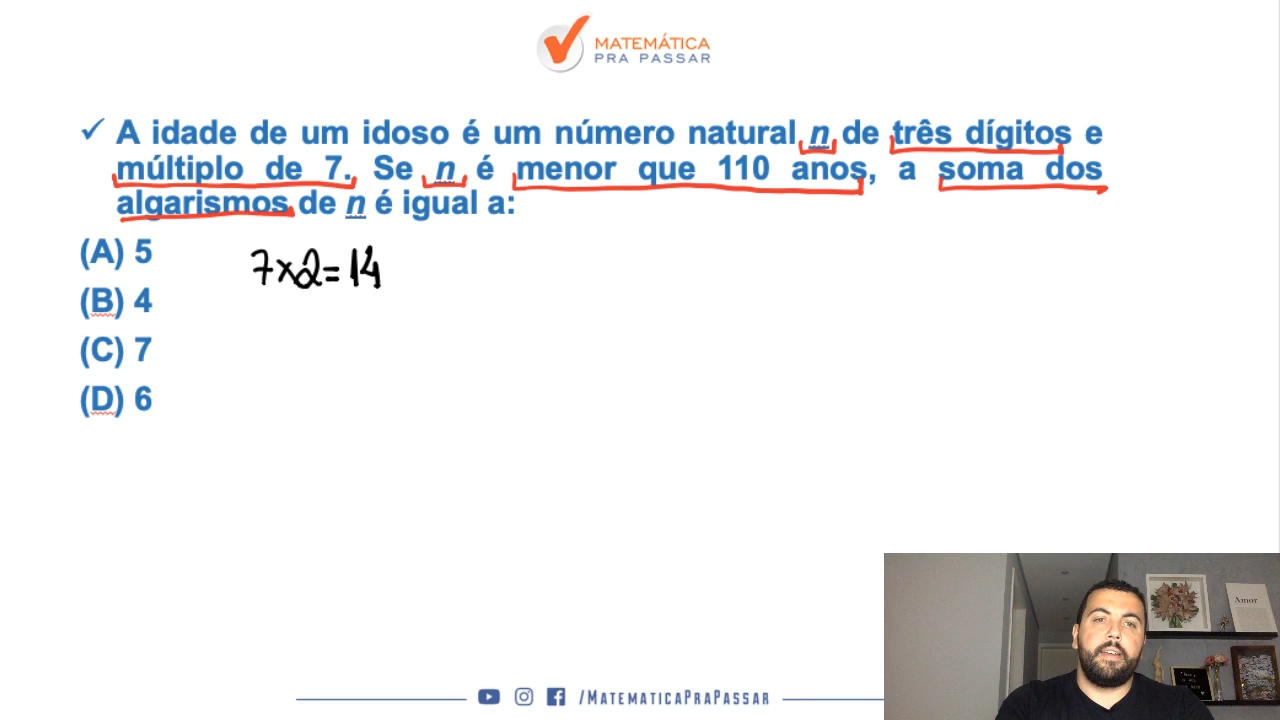 MATEMÁTICA
PRA PASSAR
✓ A idade de um idoso é um número natural n de três dígitos e
múltiplo de 7. Se n é menor que 110 anos, a soma dos
algarismos de n é igual a:
(A) 5
(B) 4
(C) 7
(D) 6
7x2=14
Amor
/MATEMATICAPRAPASSAR